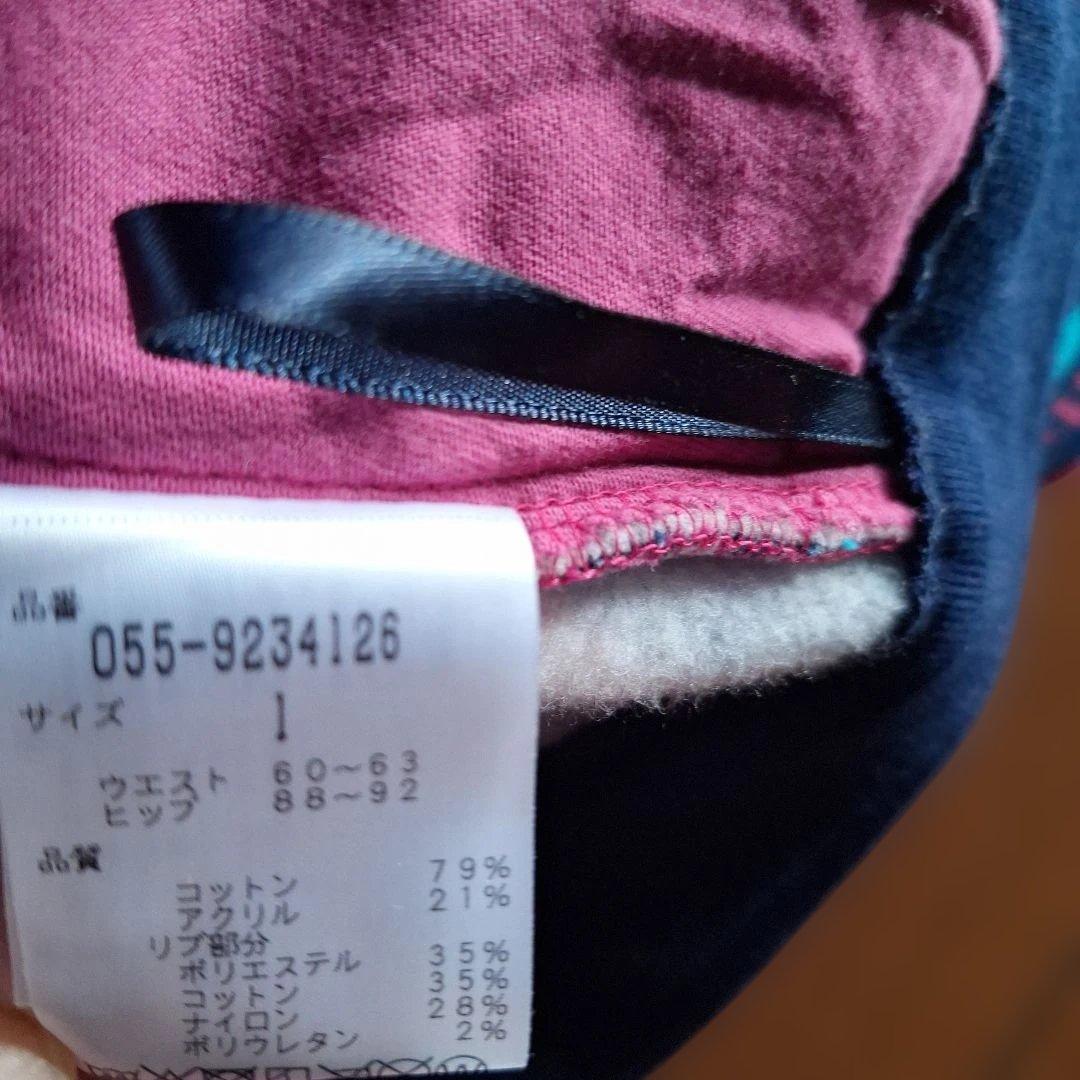 品番
055-9234126
サイズ 1
ウエスト 60～63
ヒップ 88～92
品質
コットン 79%
アクリル 21%
リブ部分
ポリエステル 35%
コットン 35%
ナイロン 28%
ポリウレタン 2%